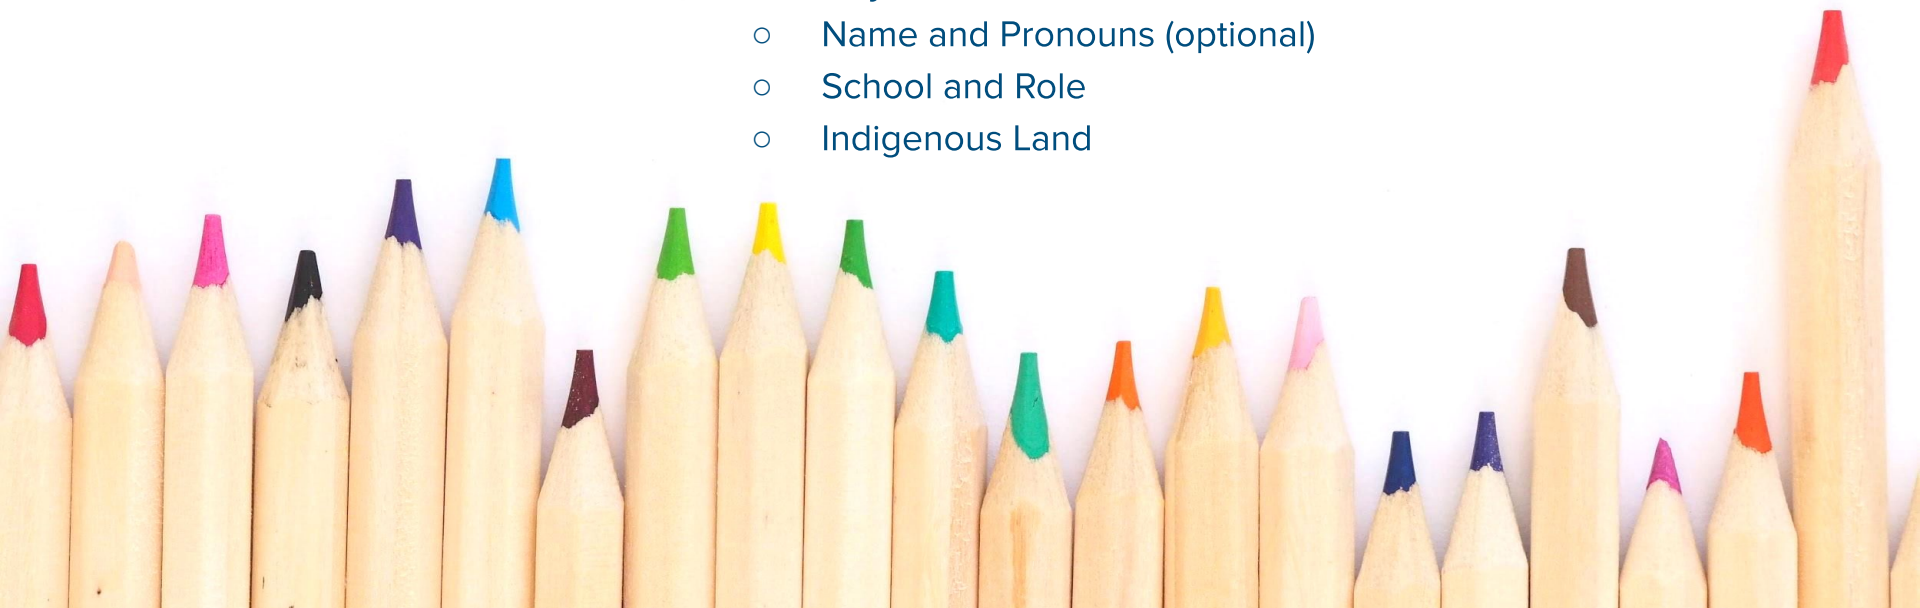 ○ Name and Pronouns (optional)
○ School and Role
○ Indigenous Land